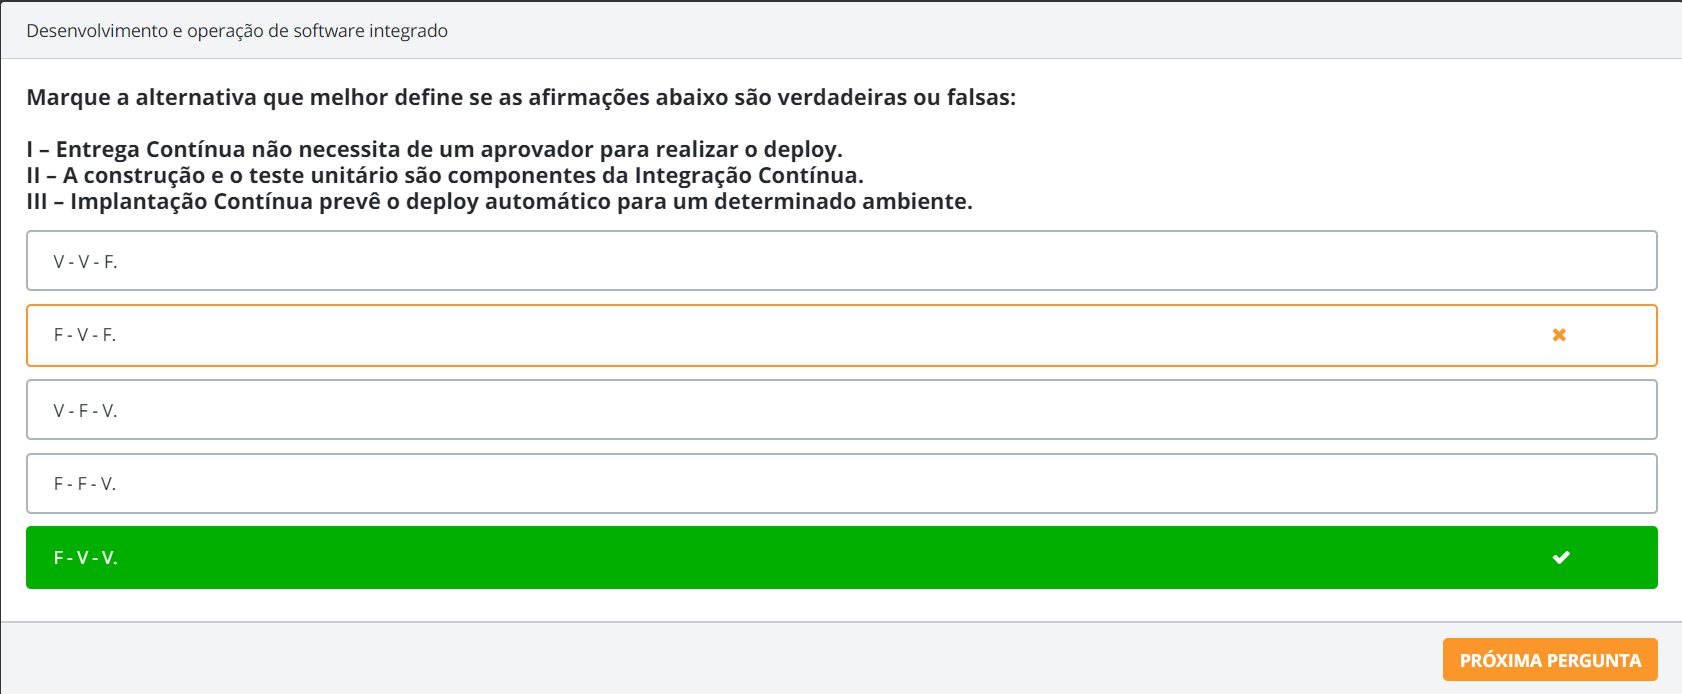 Desenvolvimento e operação de software integrado
Marque a alternativa que melhor define se as afirmações abaixo são verdadeiras ou falsas:
I – Entrega Contínua não necessita de um aprovador para realizar o deploy.
II – A construção e o teste unitário são componentes da Integração Contínua.
III – Implantação Contínua prevê o deploy automático para um determinado ambiente.
V - V - F.
F - V - F.
V - F - V.
F - F - V.
F - V - V.
PRÓXIMA PERGUNTA